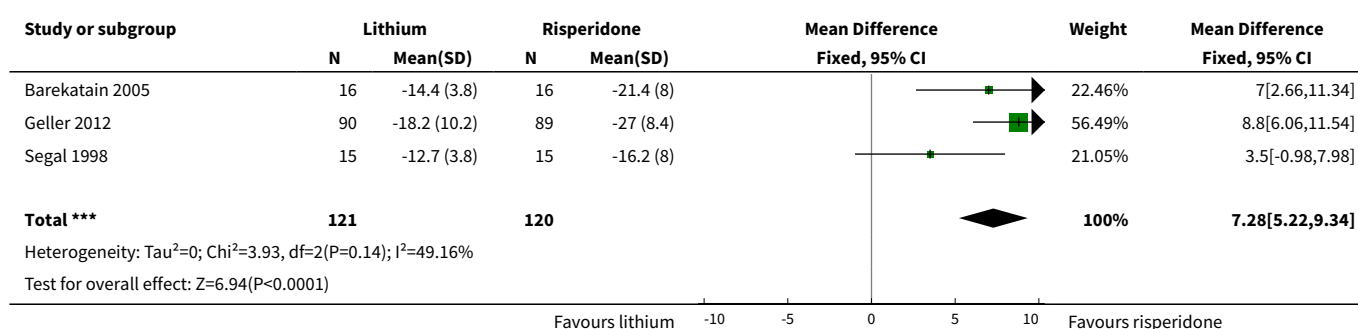 Study or subgroup Lithium Risperidone Mean Difference Weight Mean Difference
N Mean(SD) N Mean(SD) Fixed, 95% CI Fixed, 95% CI
Barekatain 2005 16 -14.4 (3.8) 16 -21.4 (8) 22.46% 7[2.66,11.34]
Geller 2012 90 -18.2 (10.2) 89 -27 (8.4) 56.49% 8.8[6.06,11.54]
Segal 1998 15 -12.7 (3.8) 15 -16.2 (8) 21.05% 3.5[-0.98,7.98]
Total *** 121 120 100% 7.28[5.22,9.34]
Heterogeneity: Tau²=0; Chi²=3.93, df=2(P=0.14); I²=49.16%
Test for overall effect: Z=6.94(P<0.0001)
Favours lithium -10 -5 0 5 10 Favours risperidone